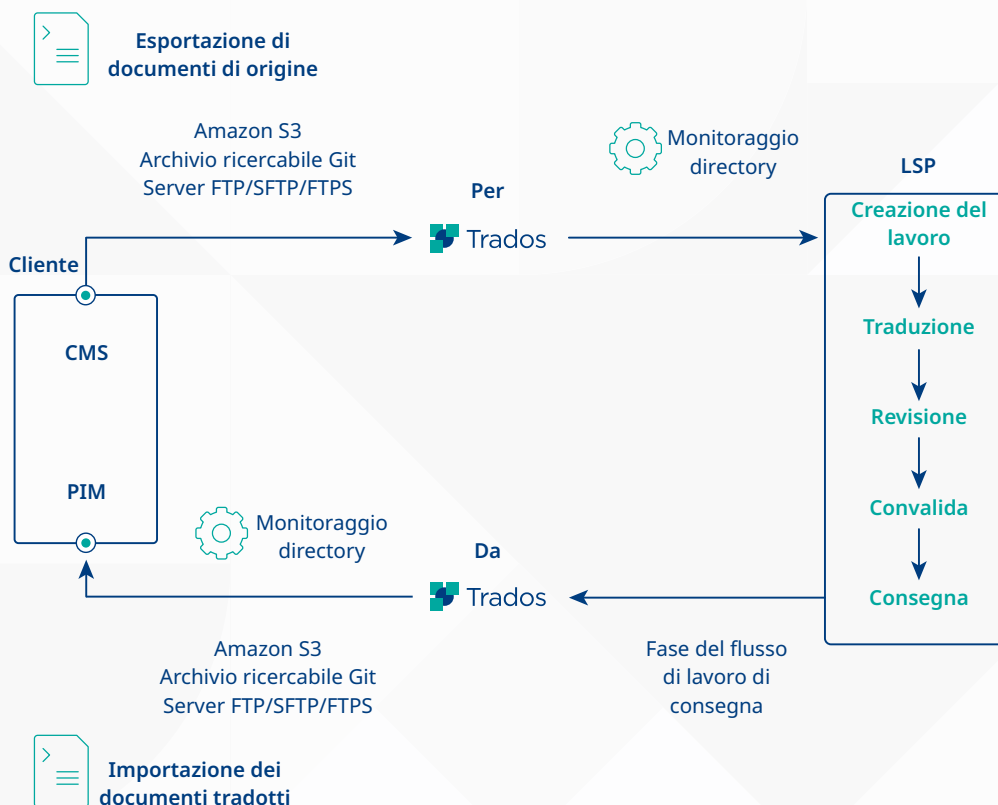 Esportazione di
documenti di origine
Amazon S3
Archivio ricercabile Git
Server FTP/SFTP/FTPS
Monitoraggio
directory
LSP
Per
Trados
Creazione del
lavoro
Cliente
CMS
Traduzione
Revisione
PIM
Convalida
Monitoraggio
directory
Da
Trados
Consegna
Amazon S3
Archivio ricercabile Git
Server FTP/SFTP/FTPS
Fase del flusso
di lavoro di
consegna
Importazione dei
documenti tradotti